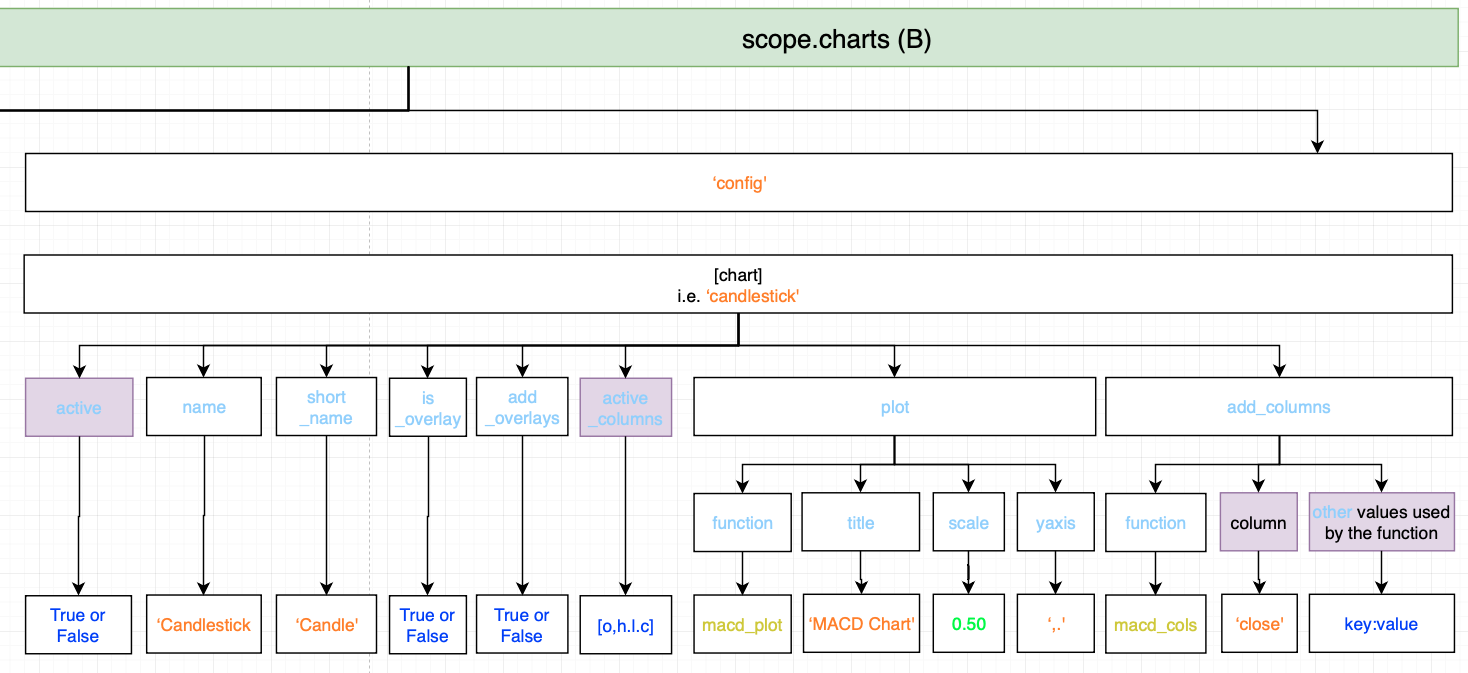 scope.charts (B)
‘config'
[chart]
i.e. ‘candlestick'
active
name
short
_name
is
_overlay
add
_overlays
active
_columns
plot
add_columns
function
title
scale
yaxis
function
column
other values used
by the function
True or
False
‘Candlestick
‘Candle'
True or
False
True or
False
[o,h.l.c]
macd_plot
‘MACD Chart'
0.50
‘,.'
macd_cols
‘close'
key:value